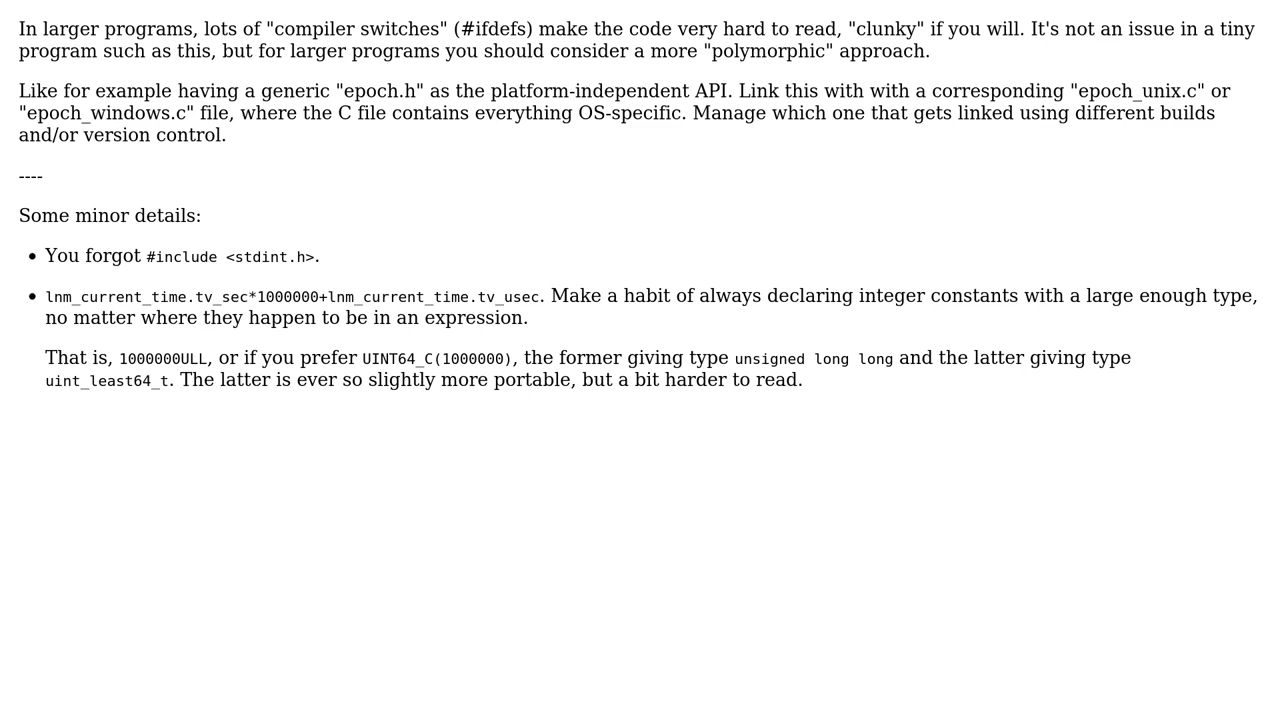 In larger programs, lots of "compiler switches" (#ifdefs) make the code very hard to read, "clunky" if you will. It's not an issue in a tiny
program such as this, but for larger programs you should consider a more "polymorphic" approach.
Like for example having a generic "epoch.h" as the platform-independent API. Link this with with a corresponding "epoch_unix.c" or
"epoch_windows.c" file, where the C file contains everything OS-specific. Manage which one that gets linked using different builds
and/or version control.
----
Some minor details:
• You forgot #include <stdint.h>.
• lnm_current_time.tv_sec*1000000+lnm_current_time.tv_usec. Make a habit of always declaring integer constants with a large enough type,
no matter where they happen to be in an expression.
That is, 1000000ULL, or if you prefer UINT64_C(1000000), the former giving type unsigned long long and the latter giving type
uint_least64_t. The latter is ever so slightly more portable, but a bit harder to read.